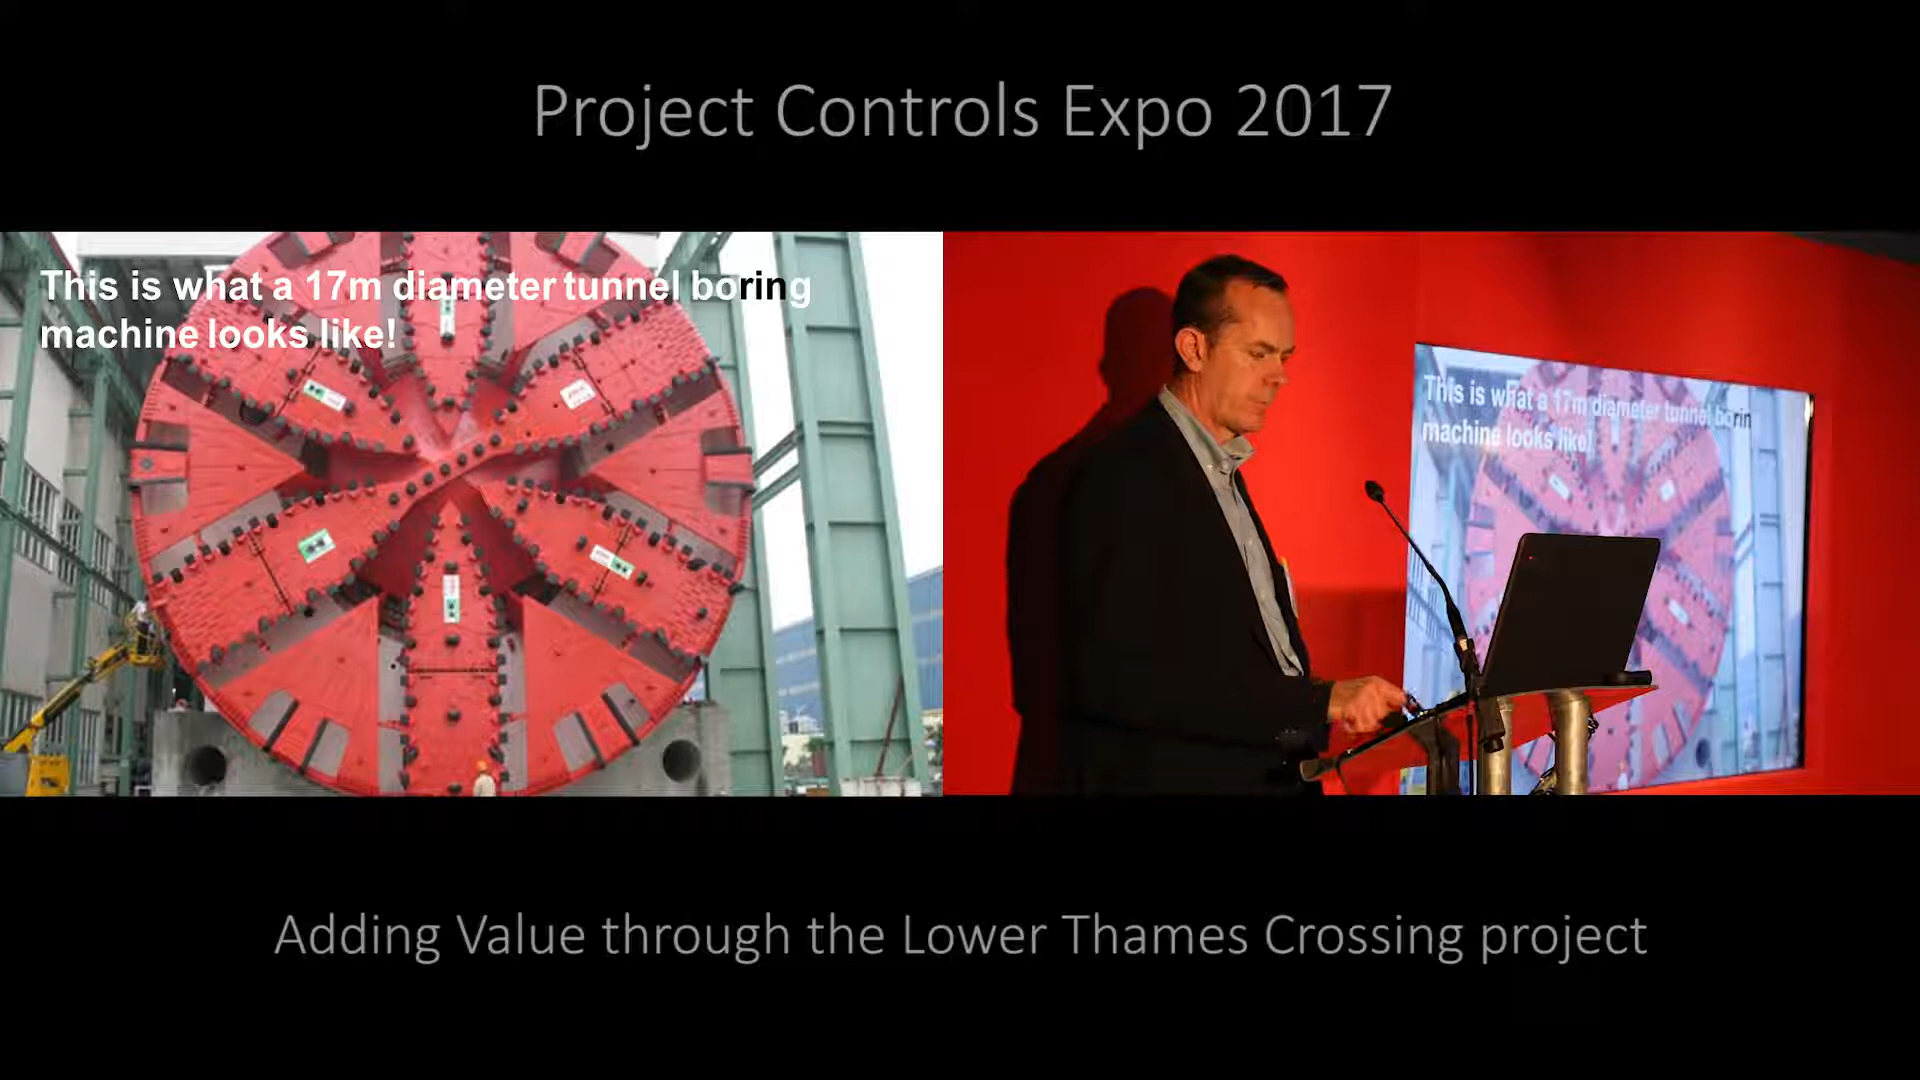 Project Controls Expo 2017
This is what a 17m diameter tunnel boring
machine looks like!
This is what a 17m diameter tunnel borin
machine looks like!
Adding Value through the Lower Thames Crossing project